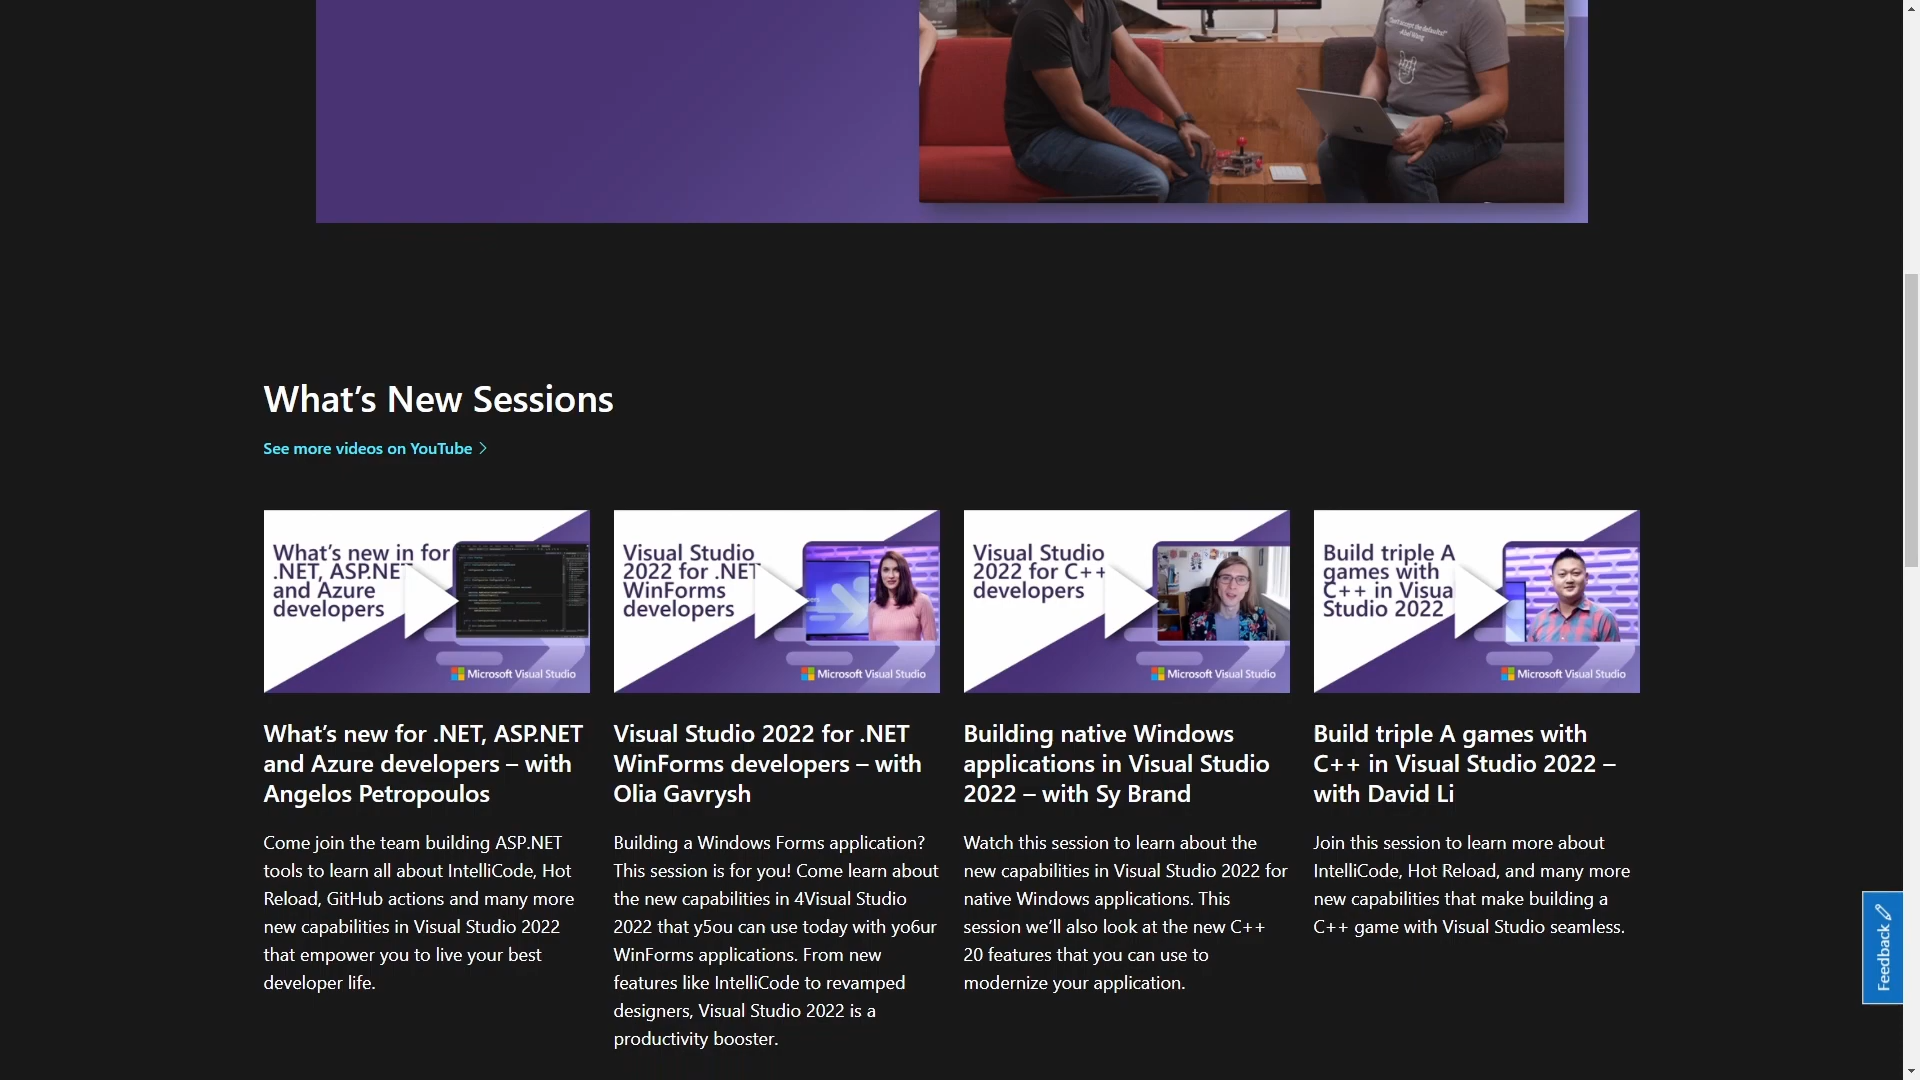 "Don't accept the defaults!"
-Abel Wang
What's New Sessions
See more videos on YouTube
What's new in for
.NET, ASP.NET
and Azure
developers
Microsoft Visual Studio
Visual Studio
2022 for .NET
WinForms
developers
Microsoft Visual Studio
Visual Studio
2022 for C++
developers
Microsoft Visual Studio
Build triple A
games with
C++ in Visua
Studio 2022
Microsoft Visual Studio
What's new for .NET, ASP.NET
and Azure developers – with
Angelos Petropoulos
Come join the team building ASP.NET
tools to learn all about IntelliCode, Hot
Reload, GitHub actions and many more
new capabilities in Visual Studio 2022
that empower you to live your best
developer life.
Visual Studio 2022 for .NET
WinForms developers – with
Olia Gavrysh
Building a Windows Forms application?
This session is for you! Come learn about
the new capabilities in 4Visual Studio
2022 that y5ou can use today with yo6ur
WinForms applications. From new
features like IntelliCode to revamped
designers, Visual Studio 2022 is a
productivity booster.
Building native Windows
applications in Visual Studio
2022 – with Sy Brand
Watch this session to learn about the
new capabilities in Visual Studio 2022 for
native Windows applications. This
session we'll also look at the new C++
20 features that you can use to
modernize your application.
Build triple A games with
C++ in Visual Studio 2022 –
with David Li
Join this session to learn more about
IntelliCode, Hot Reload, and many more
new capabilities that make building a
C++ game with Visual Studio seamless.
Feedback